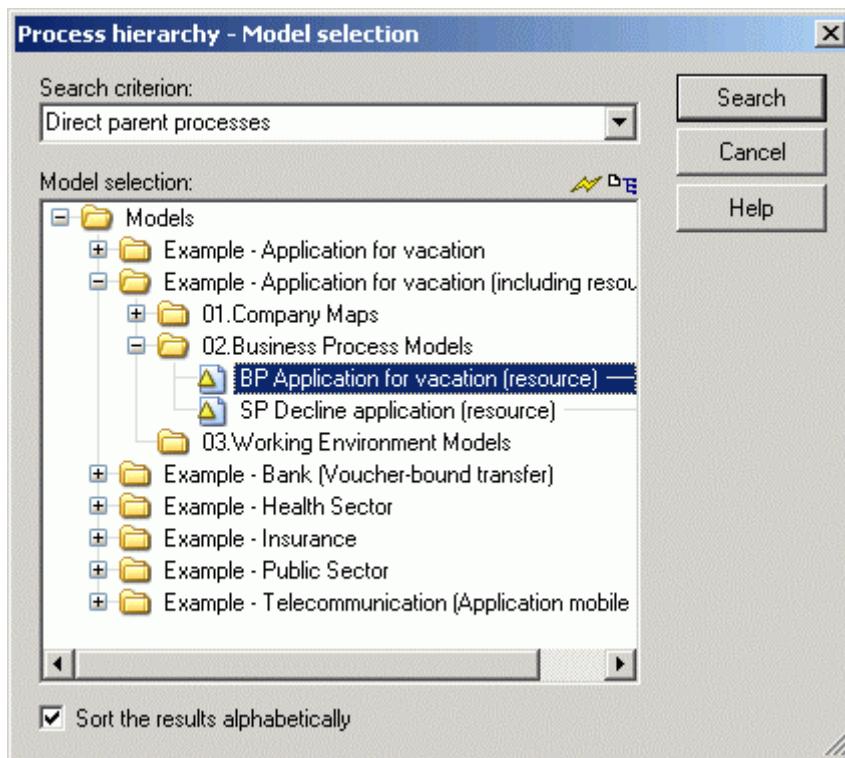 Process hierarchy - Model selection
Search criterion:
Direct parent processes
Search
Cancel
Help
Model selection:
Models
Example - Application for vacation
Example - Application for vacation (including resou
01.Company Maps
02.Business Process Models
BP Application for vacation (resource)
SP Decline application (resource)
03.Working Environment Models
Example - Bank (Voucher-bound transfer)
Example - Health Sector
Example - Insurance
Example - Public Sector
Example - Telecommunication (Application mobile
Sort the results alphabetically